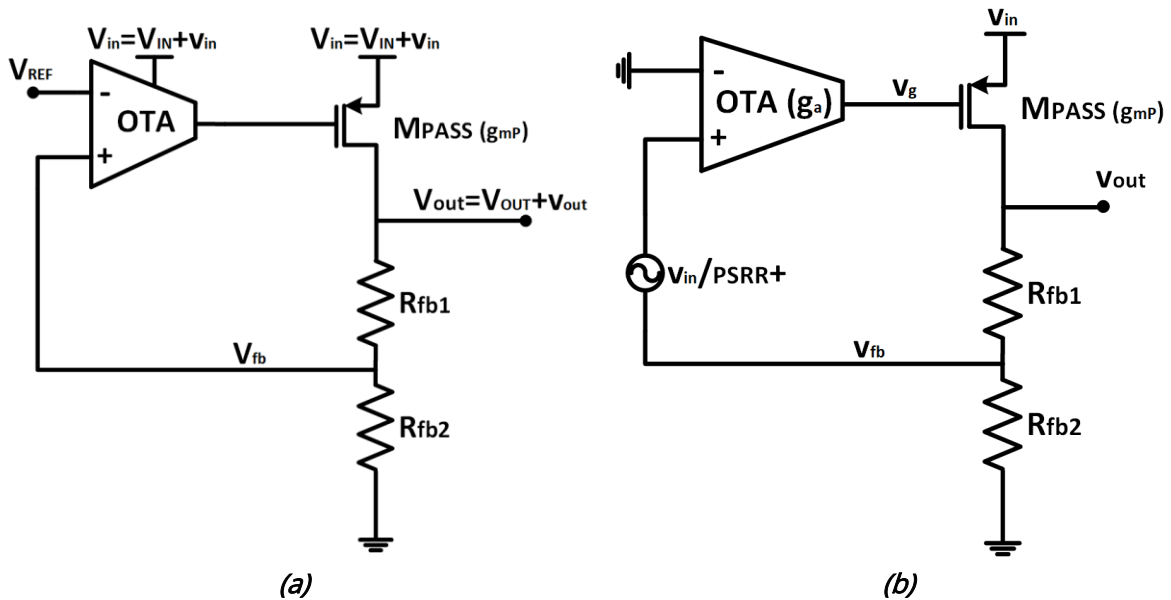 Vin=VIN+vin
Vin=VIN+vin
VREF
-
OTA
+
MPASS (gmP)
Vout=VOUT+vout
Rfb1
Vfb
Rfb2
(a)
vin
-
OTA (ga)
+
vg
MPASS (gmP)
vout
vin/PSRR+
Rfb1
vfb
Rfb2
(b)